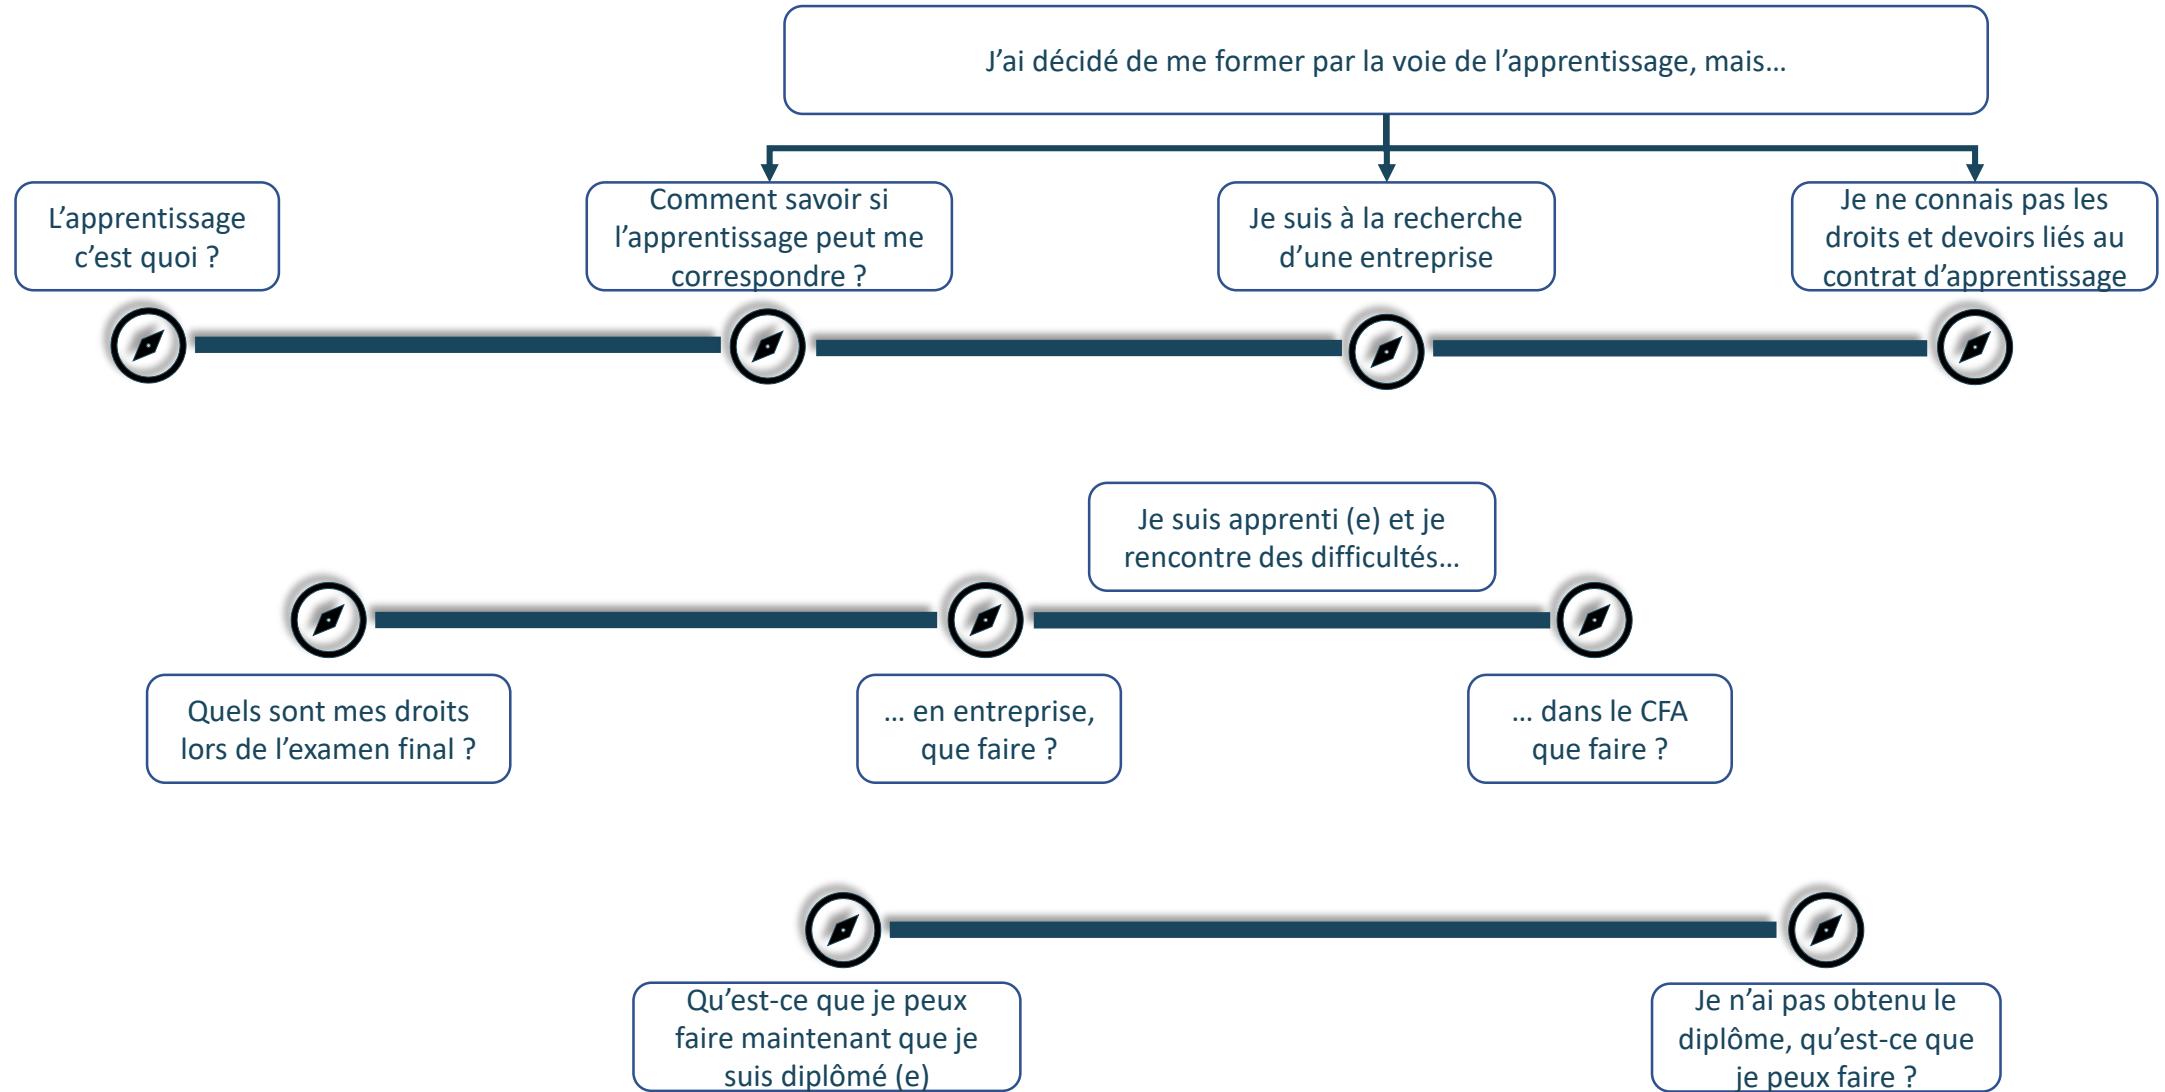 J’ai décidé de me former par la voie de l’apprentissage, mais…
L’apprentissage
c’est quoi ?
Comment savoir si
l’apprentissage peut me
correspondre ?
Je suis à la recherche
d’une entreprise
Je ne connais pas les
droits et devoirs liés au
contrat d’apprentissage
Je suis apprenti (e) et je
rencontre des difficultés…
Quels sont mes droits
lors de l’examen final ?
… en entreprise,
que faire ?
… dans le CFA
que faire ?
Qu’est-ce que je peux
faire maintenant que je
suis diplômé (e)
Je n’ai pas obtenu le
diplôme, qu’est-ce que
je peux faire ?